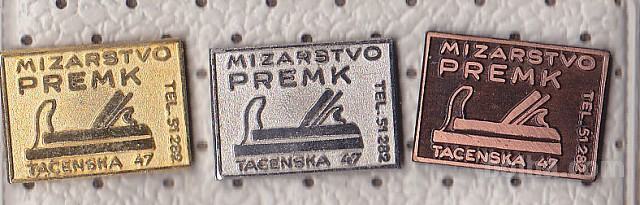 MIZARSTVO
PREMK
TEL. 51 282
TACENSKA 47
MIZARSTVO
PREMK
TEL. 51 282
TACENSKA 47
MIZARSTVO
PREMK
TEL. 51 282
TACENSKA 47